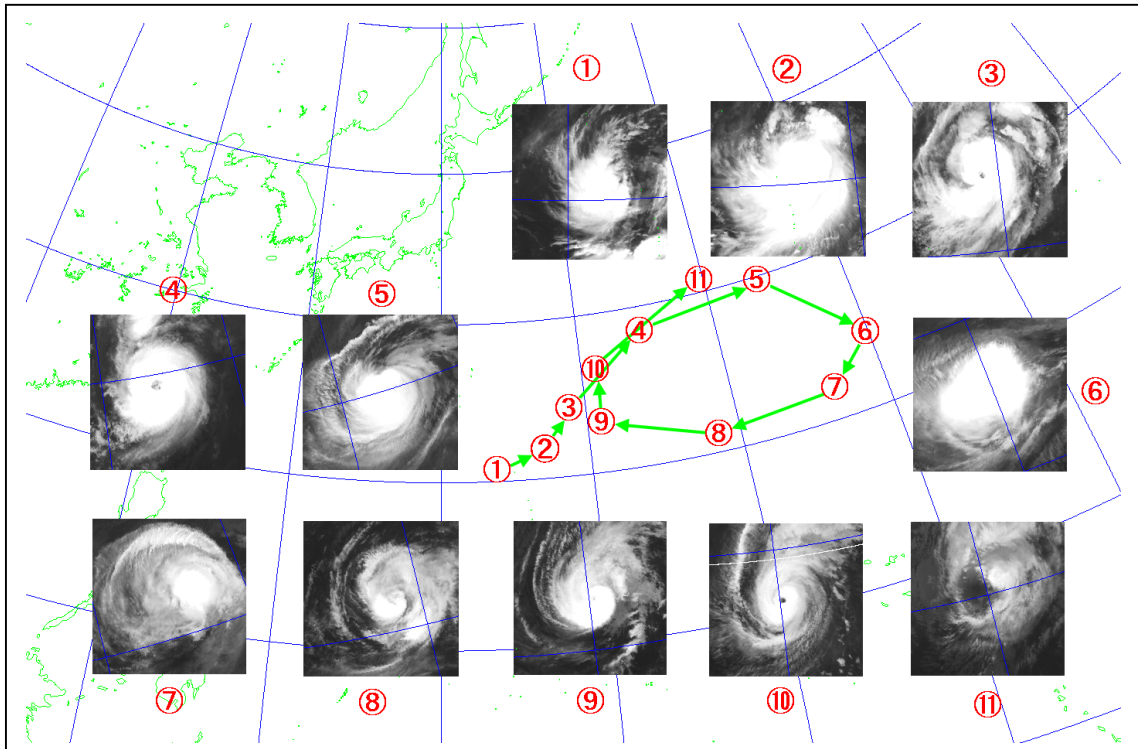 ① ② ③
④ ⑤
⑪ ⑤
④ ⑥
⑩ ⑦ ⑥
③ ⑨ ⑧
① ②
⑦ ⑧ ⑨ ⑩ ⑪